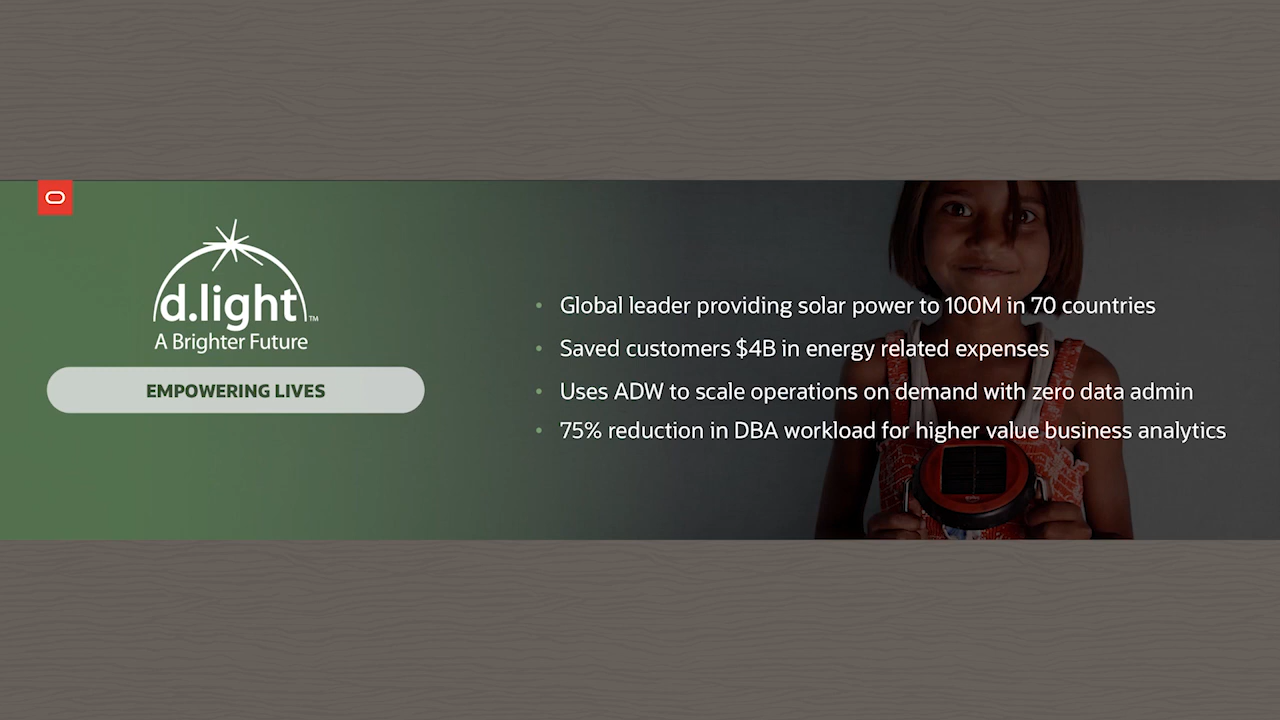 d.light™
A Brighter Future
EMPOWERING LIVES
• Global leader providing solar power to 100M in 70 countries
• Saved customers $4B in energy related expenses
• Uses ADW to scale operations on demand with zero data admin
• 75% reduction in DBA workload for higher value business analytics